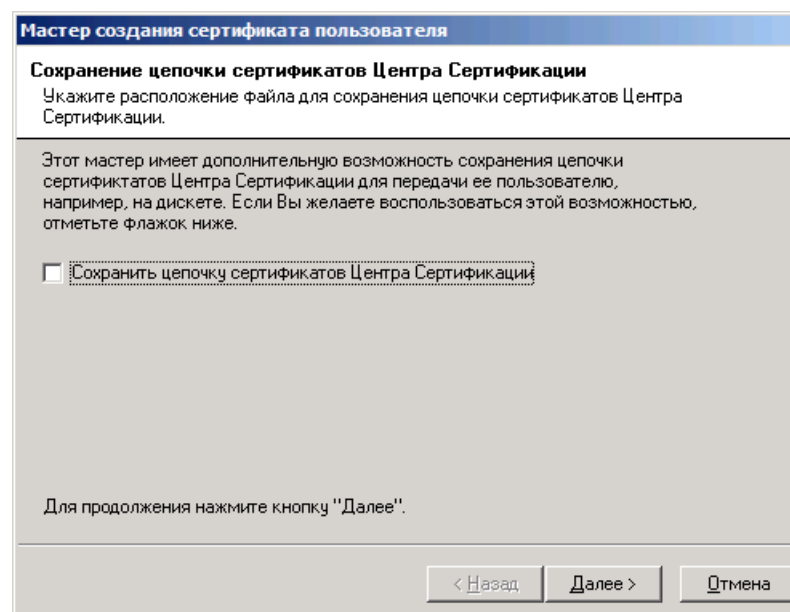 Мастер создания сертификата пользователя
Сохранение цепочки сертификатов Центра Сертификации
Укажите расположение файла для сохранения цепочки сертификатов Центра
Сертификации.
Этот мастер имеет дополнительную возможность сохранения цепочки
сертификтатов Центра Сертификации для передачи ее пользователю,
например, на дискете. Если Вы желаете воспользоваться этой возможностью,
отметьте флажок ниже.
Сохранить цепочку сертификатов Центра Сертификации
Для продолжения нажмите кнопку "Далее".
< Назад Далее > Отмена